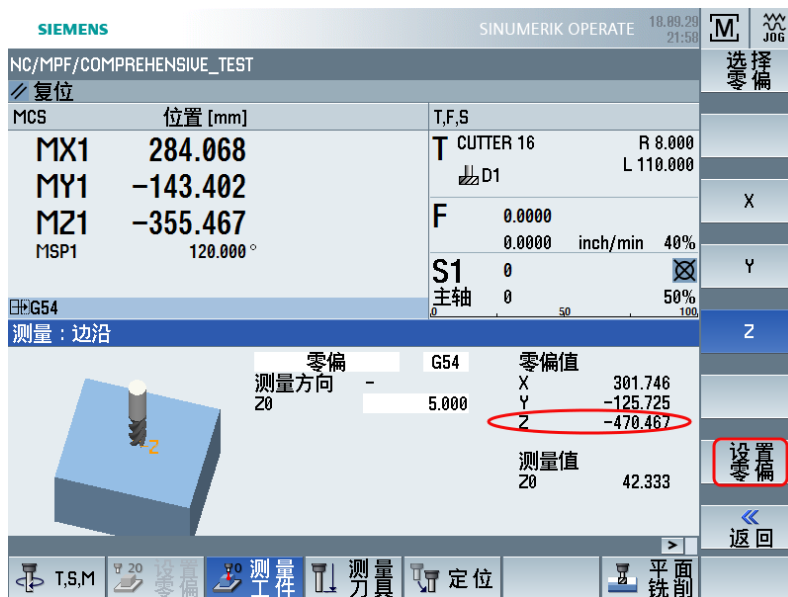 SIEMENS
SINUMERIK OPERATE 18.09.29 21:58
M JOG
NC/MPF/COMPREHENSIVE_TEST
选择零偏
复位
MCS 位置 [mm] T,F,S
MX1 284.068
MY1 -143.402
MZ1 -355.467
MSP1 120.000°
T CUTTER 16 R 8.000
D1 L 110.000
F 0.0000
0.0000 inch/min 40%
S1 0
主轴 0 50%
0 50 100
G54
X
Y
Z
测量：边沿
零偏 G54 零偏值
测量方向 - X 301.746
Z0 5.000 Y -125.725
Z -470.467
-Z
测量值
Z0 42.333
设置零偏
返回
T,S,M
设置零偏
测量工件
测量刀具
定位
平面铣削